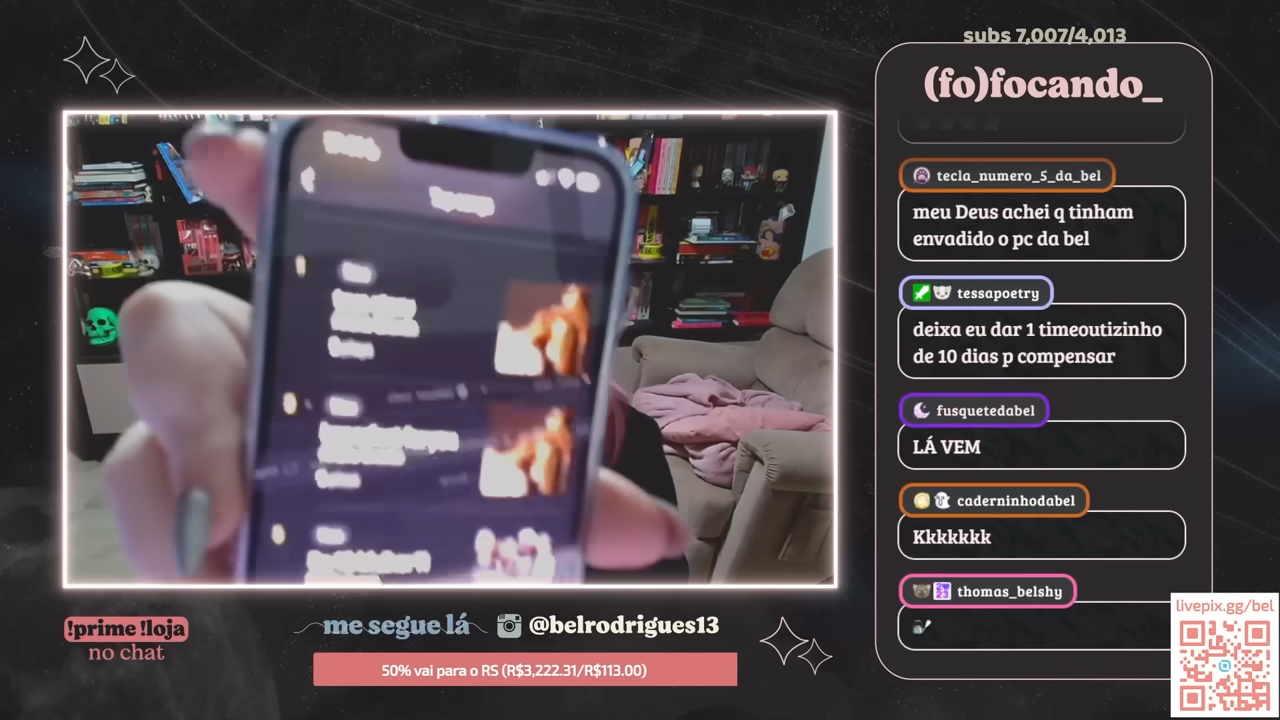 subs 7,007/4,013
(fo)focando_
tecla_numero_5_da_bel
meu Deus achei q tinham
envadido o pc da bel
tessapoetry
deixa eu dar 1 timeoutizinho
de 10 dias p compensar
fusquetedabel
LÁ VEM
caderninhodabel
Kkkkkkk
thomas_belshy
livepix.gg/bel
!prime !loja
no chat
me segue lá @belrodrigues13
50% vai para o RS (R$3,222.31/R$113.00)